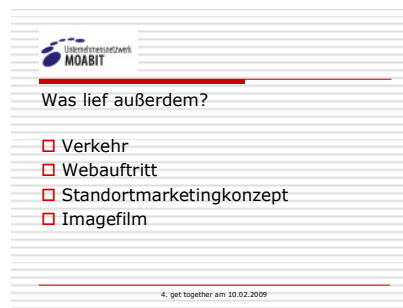 Unternehmensnetzwerk
MOABIT
Was lief außerdem?
Verkehr
Webauftritt
Standortmarketingkonzept
Imagefilm
4. get together am 10.02.2009